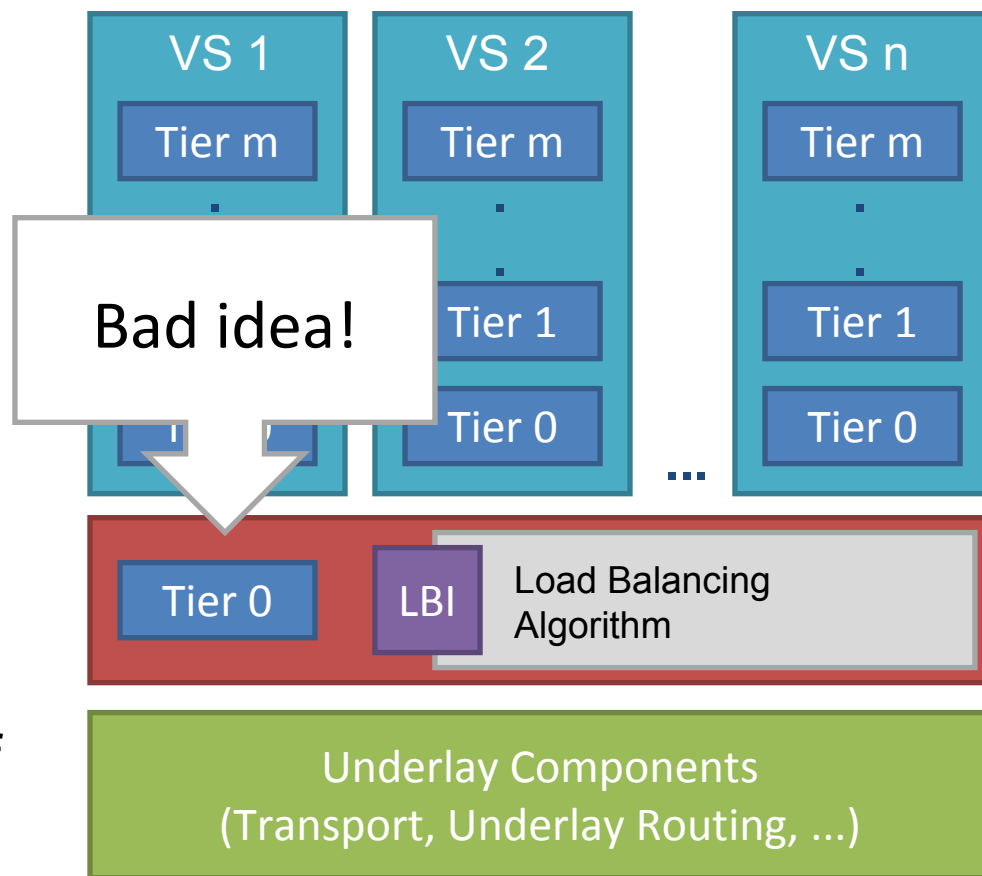 VS 1
VS 2
VS n
Tier m
Tier m
Tier m
Bad idea!
Tier 1
Tier 1
Tier 0
Tier 0
...
Tier 0
LBI
Load Balancing
Algorithm
Underlay Components
(Transport, Underlay Routing, ...)